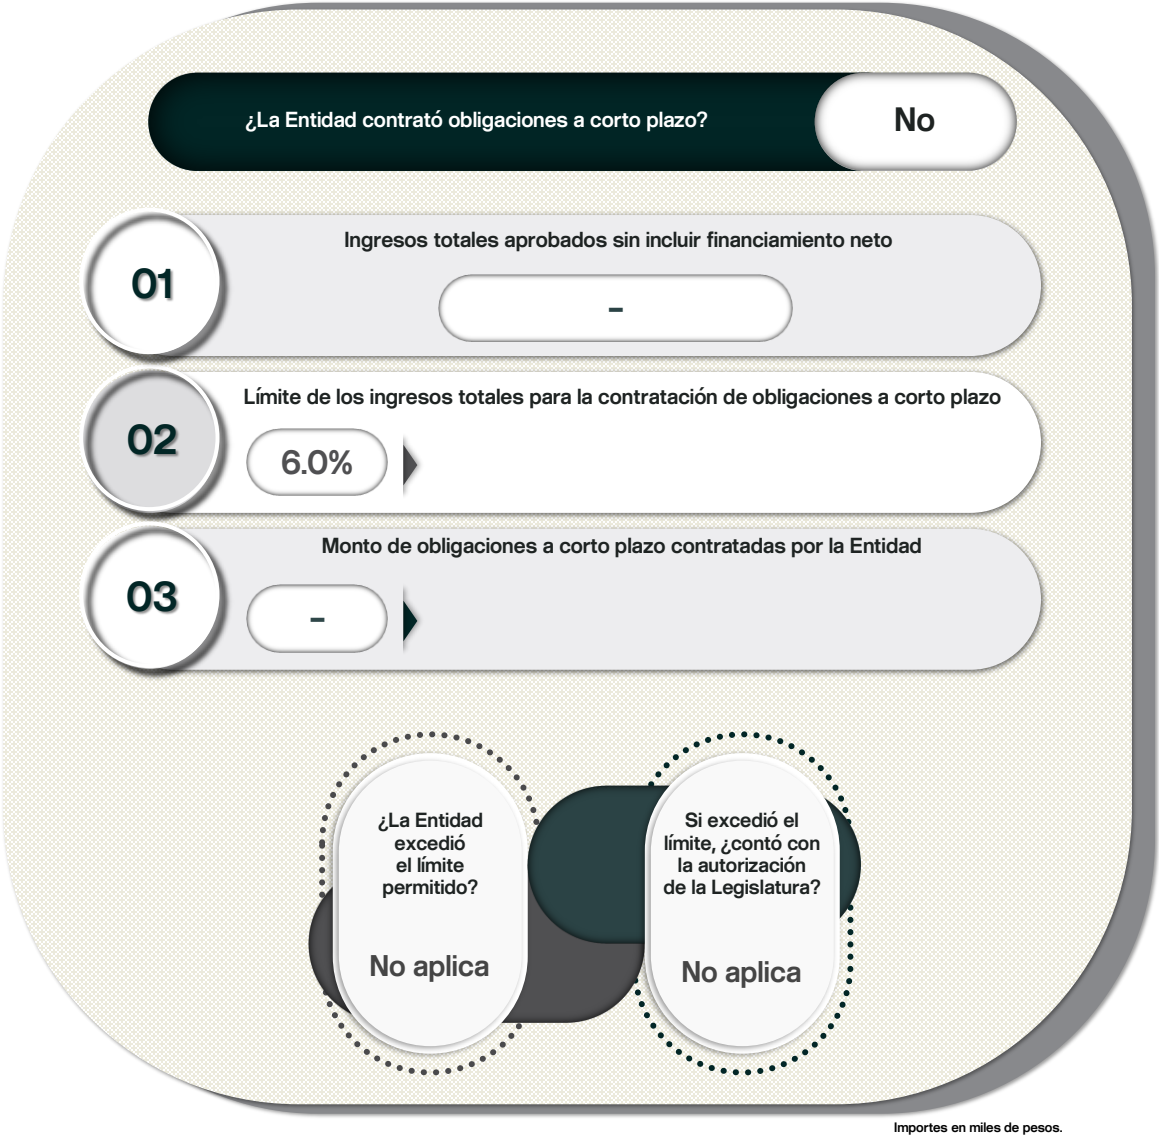 ¿La Entidad contrató obligaciones a corto plazo?
No
01
Ingresos totales aprobados sin incluir financiamiento neto
-
02
Límite de los ingresos totales para la contratación de obligaciones a corto plazo
6.0%
03
Monto de obligaciones a corto plazo contratadas por la Entidad
-
¿La Entidad
excedió
el límite
permitido?
No aplica
Si excedió el
límite, ¿contó con
la autorización
de la Legislatura?
No aplica
Importes en miles de pesos.